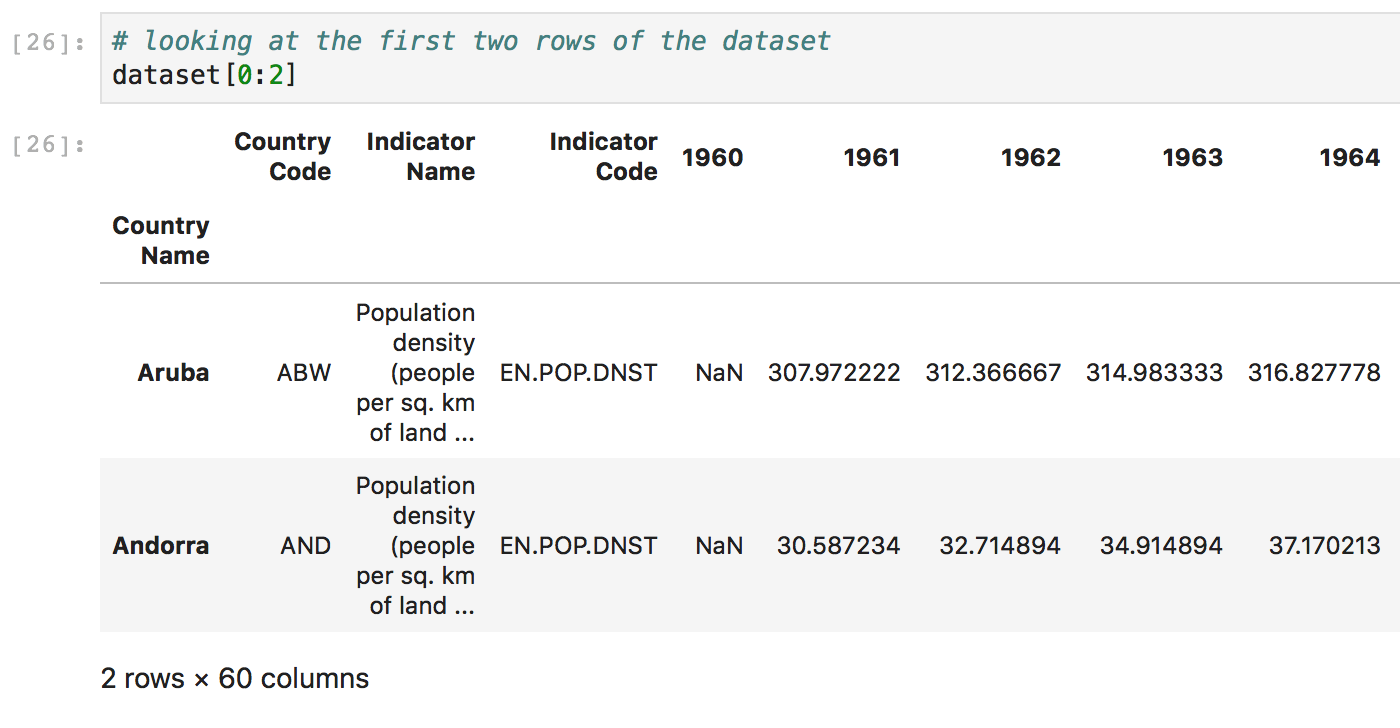 [26]: # looking at the first two rows of the dataset
dataset[0:2]
[26]:
Country Code Indicator Name Indicator Code 1960 1961 1962 1963 1964
Country Name
Aruba ABW Population density (people per sq. km of land ... EN.POP.DNST NaN 307.972222 312.366667 314.983333 316.827778
Andorra AND Population density (people per sq. km of land ... EN.POP.DNST NaN 30.587234 32.714894 34.914894 37.170213
2 rows × 60 columns